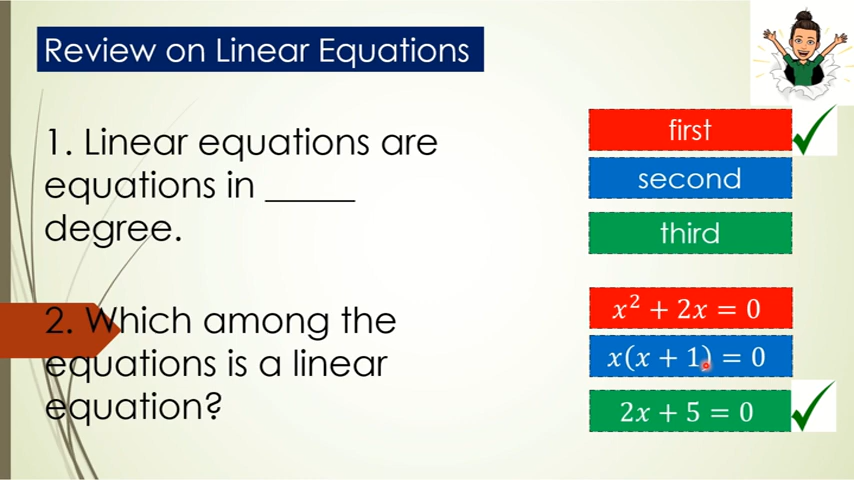 Review on Linear Equations
1. Linear equations are
equations in _____
degree.
first
second
third
2. Which among the
equations is a linear
equation?
x² + 2x = 0
x(x + 1) = 0
2x + 5 = 0